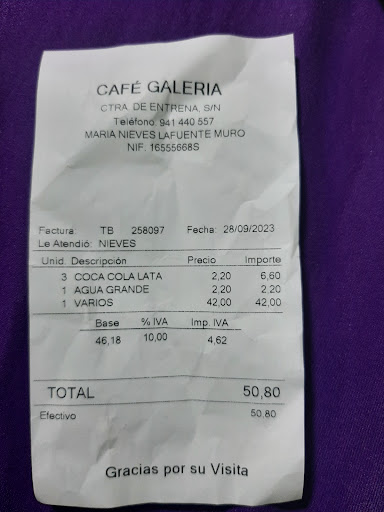 CAFÉ GALERIA
CTRA. DE ENTRENA, S/N
Teléfono. 941 440 557
MARIA NIEVES LAFUENTE MURO
NIF. 16555668S
Factura: TB 258097 Fecha: 28/09/2023
Le Atendió: NIEVES
Unid. Descripción Precio Importe
3 COCA COLA LATA 2,20 6,60
1 AGUA GRANDE 2,20 2,20
1 VARIOS 42,00 42,00
Base % IVA Imp. IVA
46,18 10,00 4,62
TOTAL 50,80
Efectivo 50,80
Gracias por su Visita